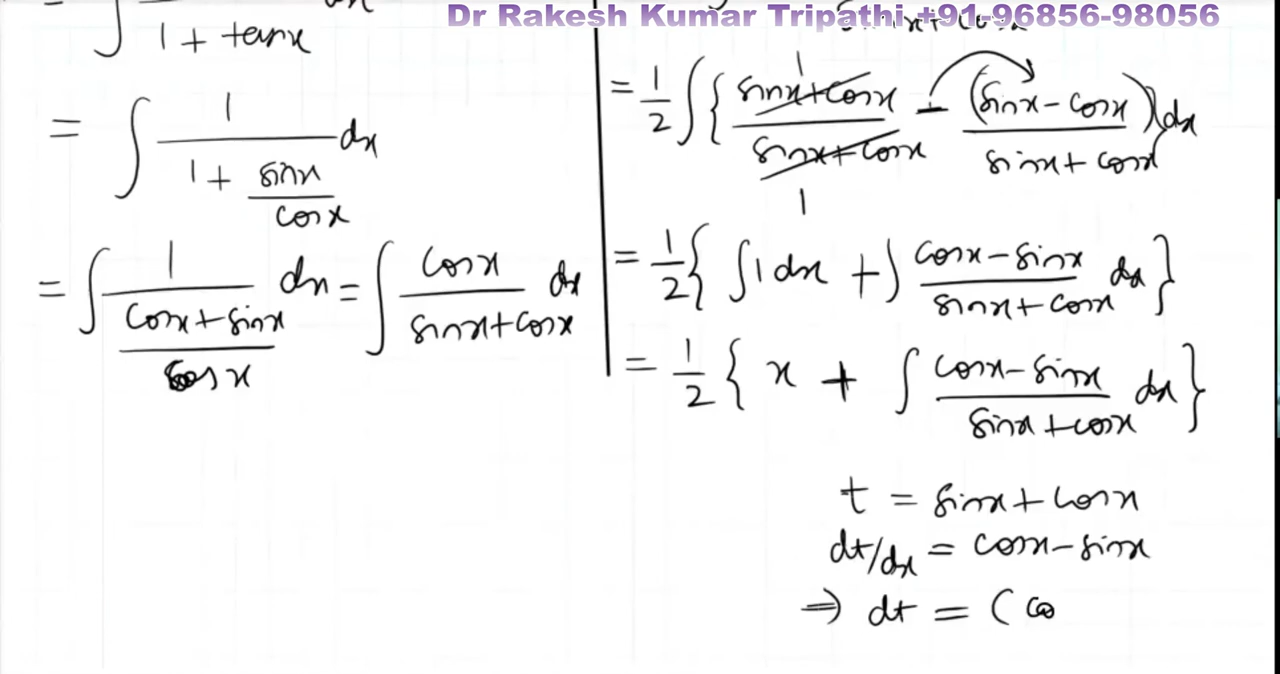 Dr Rakesh Kumar Tripathi +91-96856-98056
1 + tanx
= ∫ 1 / (1 + sinx/cosx) dx
= ∫ 1 / ((cosx + sinx)/cosx) dx = ∫ cosx / (sinx + cosx) dx
= 1/2 ∫ { (sinx + cosx) / (sinx + cosx) - (sinx - cosx) / (sinx + cosx) } dx
1
1
= 1/2 { ∫ 1 dx + ∫ (cosx - sinx) / (sinx + cosx) dx }
= 1/2 { x + ∫ (cosx - sinx) / (sinx + cosx) dx }
t = sinx + cosx
dt/dx = cosx - sinx
⇒ dt = ( co